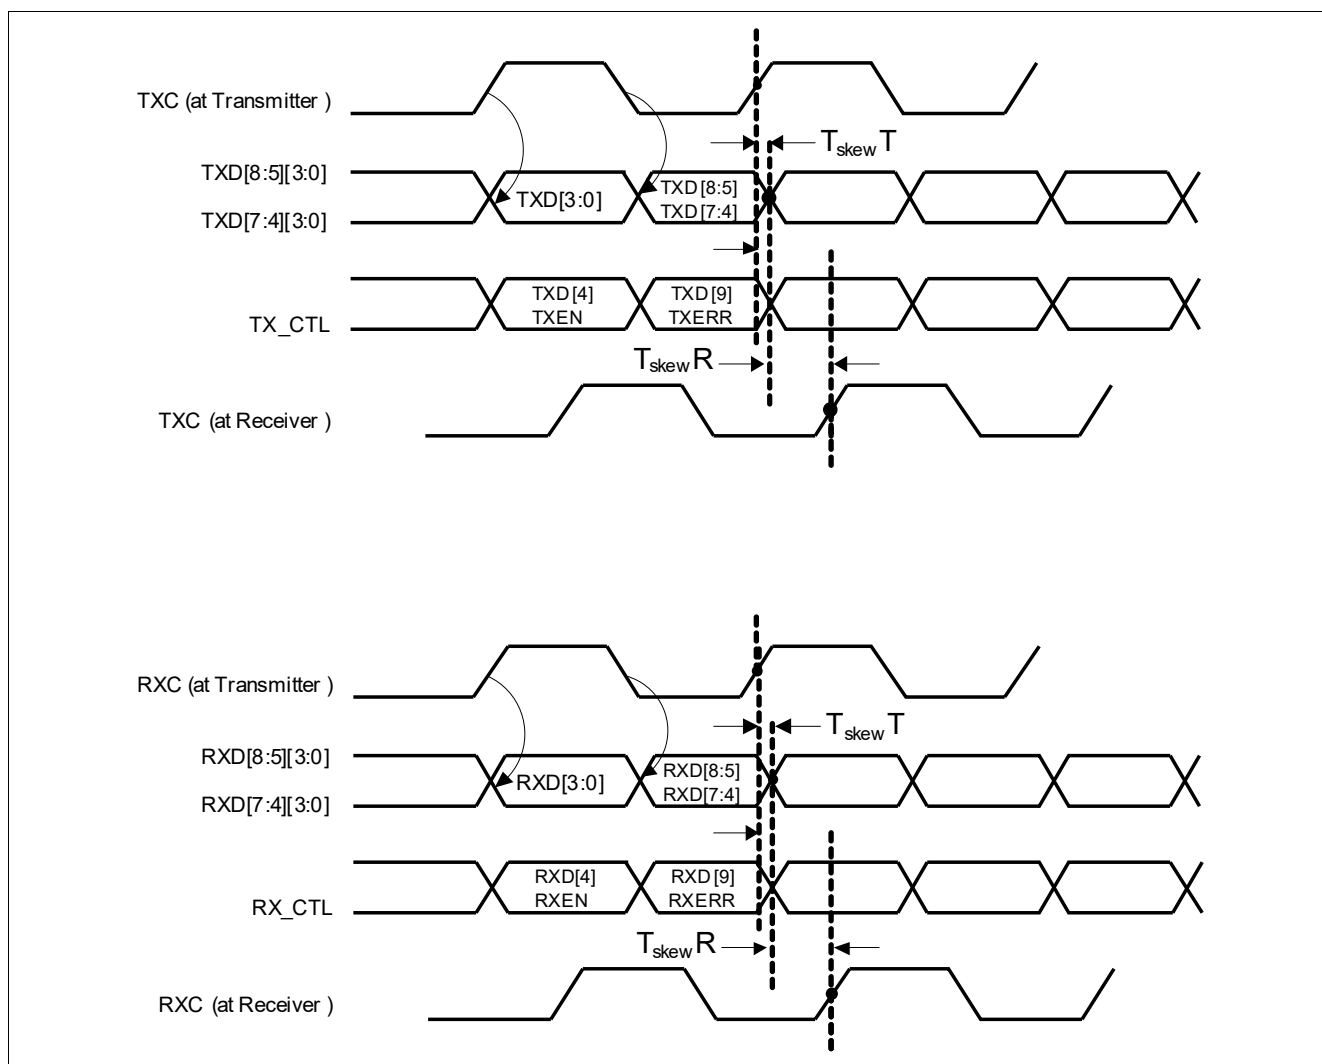 TXC (at Transmitter )
TskewT
TXD[8:5][3:0]
TXD[3:0]
TXD[8:5]
TXD[7:4]
TXD[7:4][3:0]
TXD[4]
TXEN
TXD[9]
TXERR
TX_CTL
TskewR
TXC (at Receiver )
RXC (at Transmitter )
TskewT
RXD[8:5][3:0]
RXD[3:0]
RXD[8:5]
RXD[7:4]
RXD[7:4][3:0]
RXD[4]
RXEN
RXD[9]
RXERR
RX_CTL
TskewR
RXC (at Receiver )